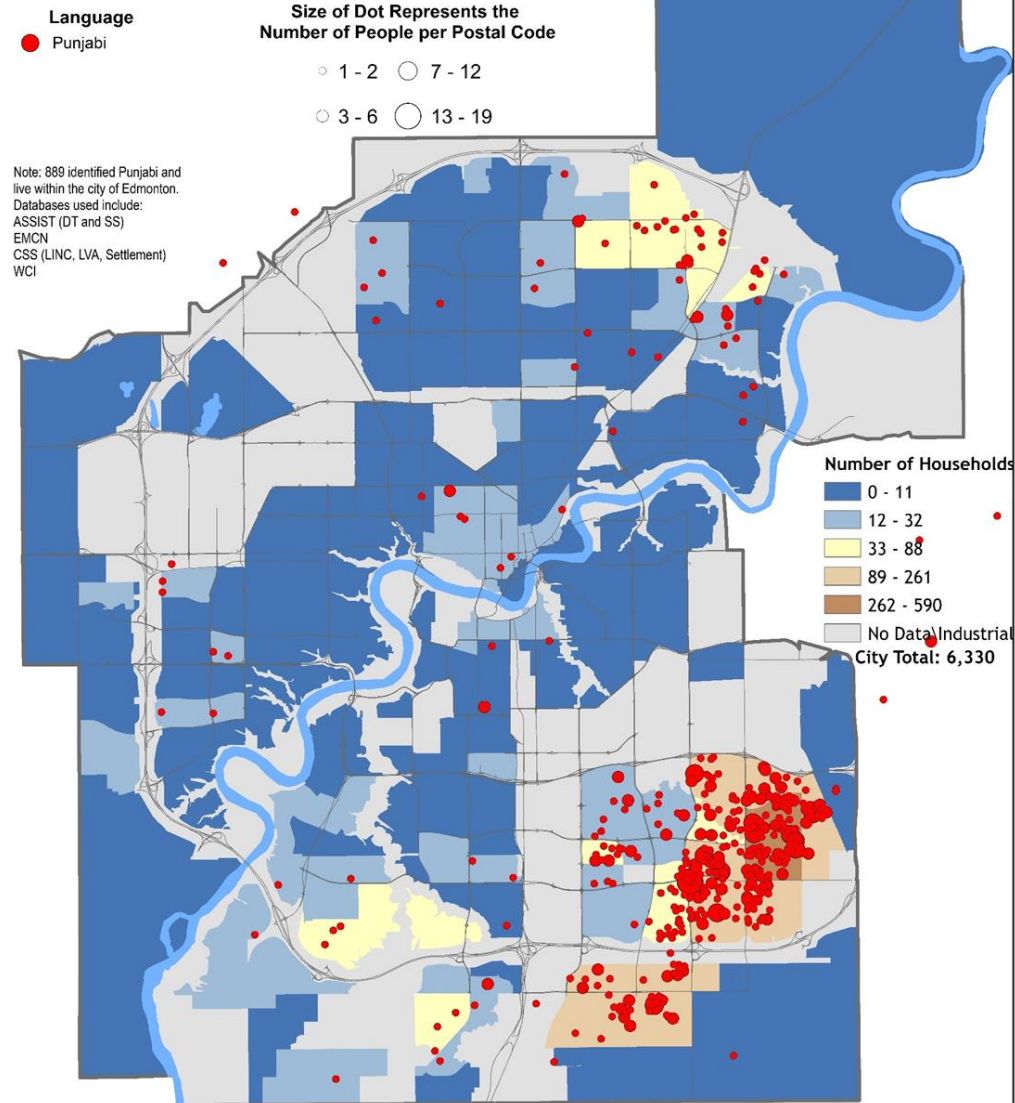 Language
Punjabi
Size of Dot Represents the
Number of People per Postal Code
1 - 2
7 - 12
3 - 6
13 - 19
Note: 889 identified Punjabi and
live within the city of Edmonton.
Databases used include:
ASSIST (DT and SS)
EMCN
CSS (LINC, LVA, Settlement)
WCI
Number of Households
0 - 11
12 - 32
33 - 88
89 - 261
262 - 590
No Data\Industrial
City Total: 6,330